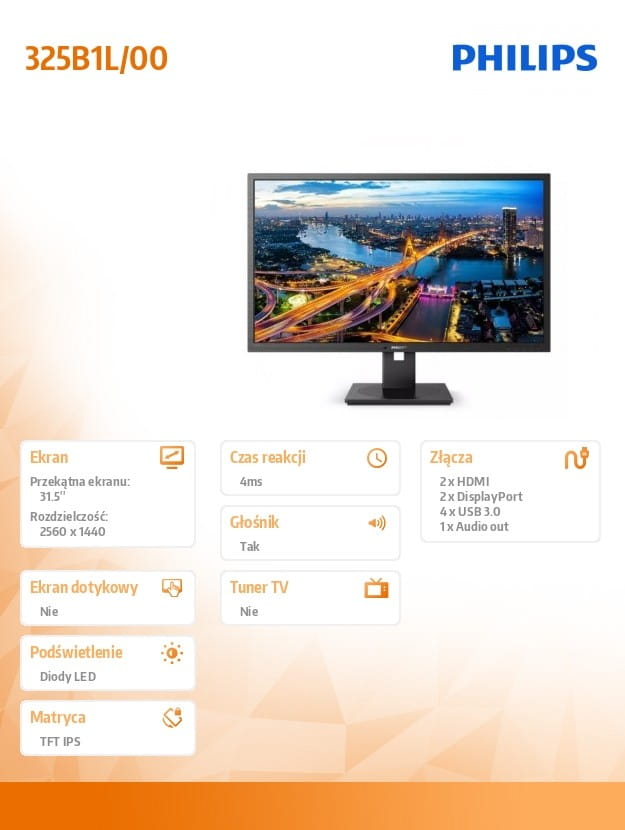 325B1L/00
PHILIPS
PHILIPS
Ekran
Przekątna ekranu:
31.5"
Rozdzielczość:
2560 x 1440
Czas reakcji
4ms
Głośnik
Tak
Złącza
2 x HDMI
2 x DisplayPort
4 x USB 3.0
1 x Audio out
Ekran dotykowy
Nie
Tuner TV
Nie
Podświetlenie
Diody LED
Matryca
TFT IPS